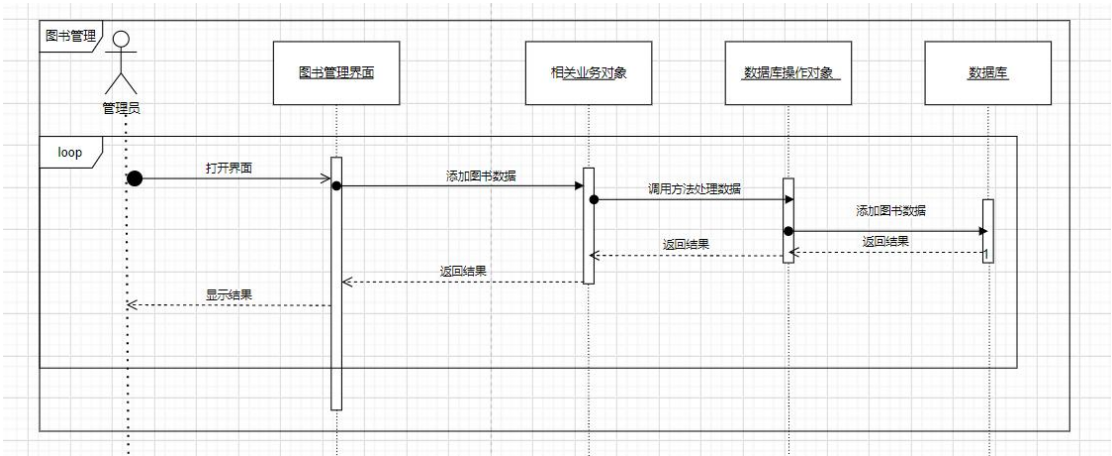 图书管理
管理员
图书管理界面
相关业务对象
数据库操作对象
数据库
loop
打开界面
添加图书数据
调用方法处理数据
添加图书数据
返回结果
返回结果
返回结果
显示结果
1